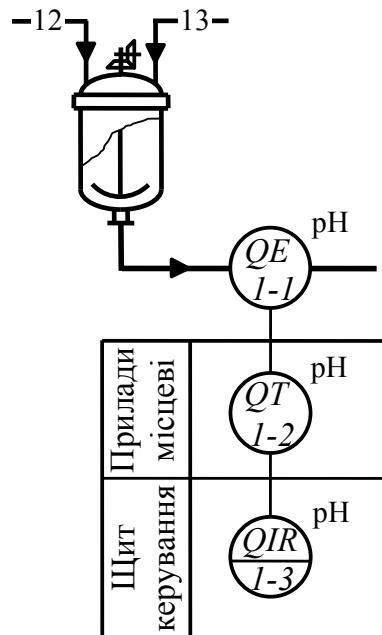 12 13
pH
QE
1-1
Прилади
місцеві
pH
QT
1-2
Щит
керування
pH
QIR
1-3